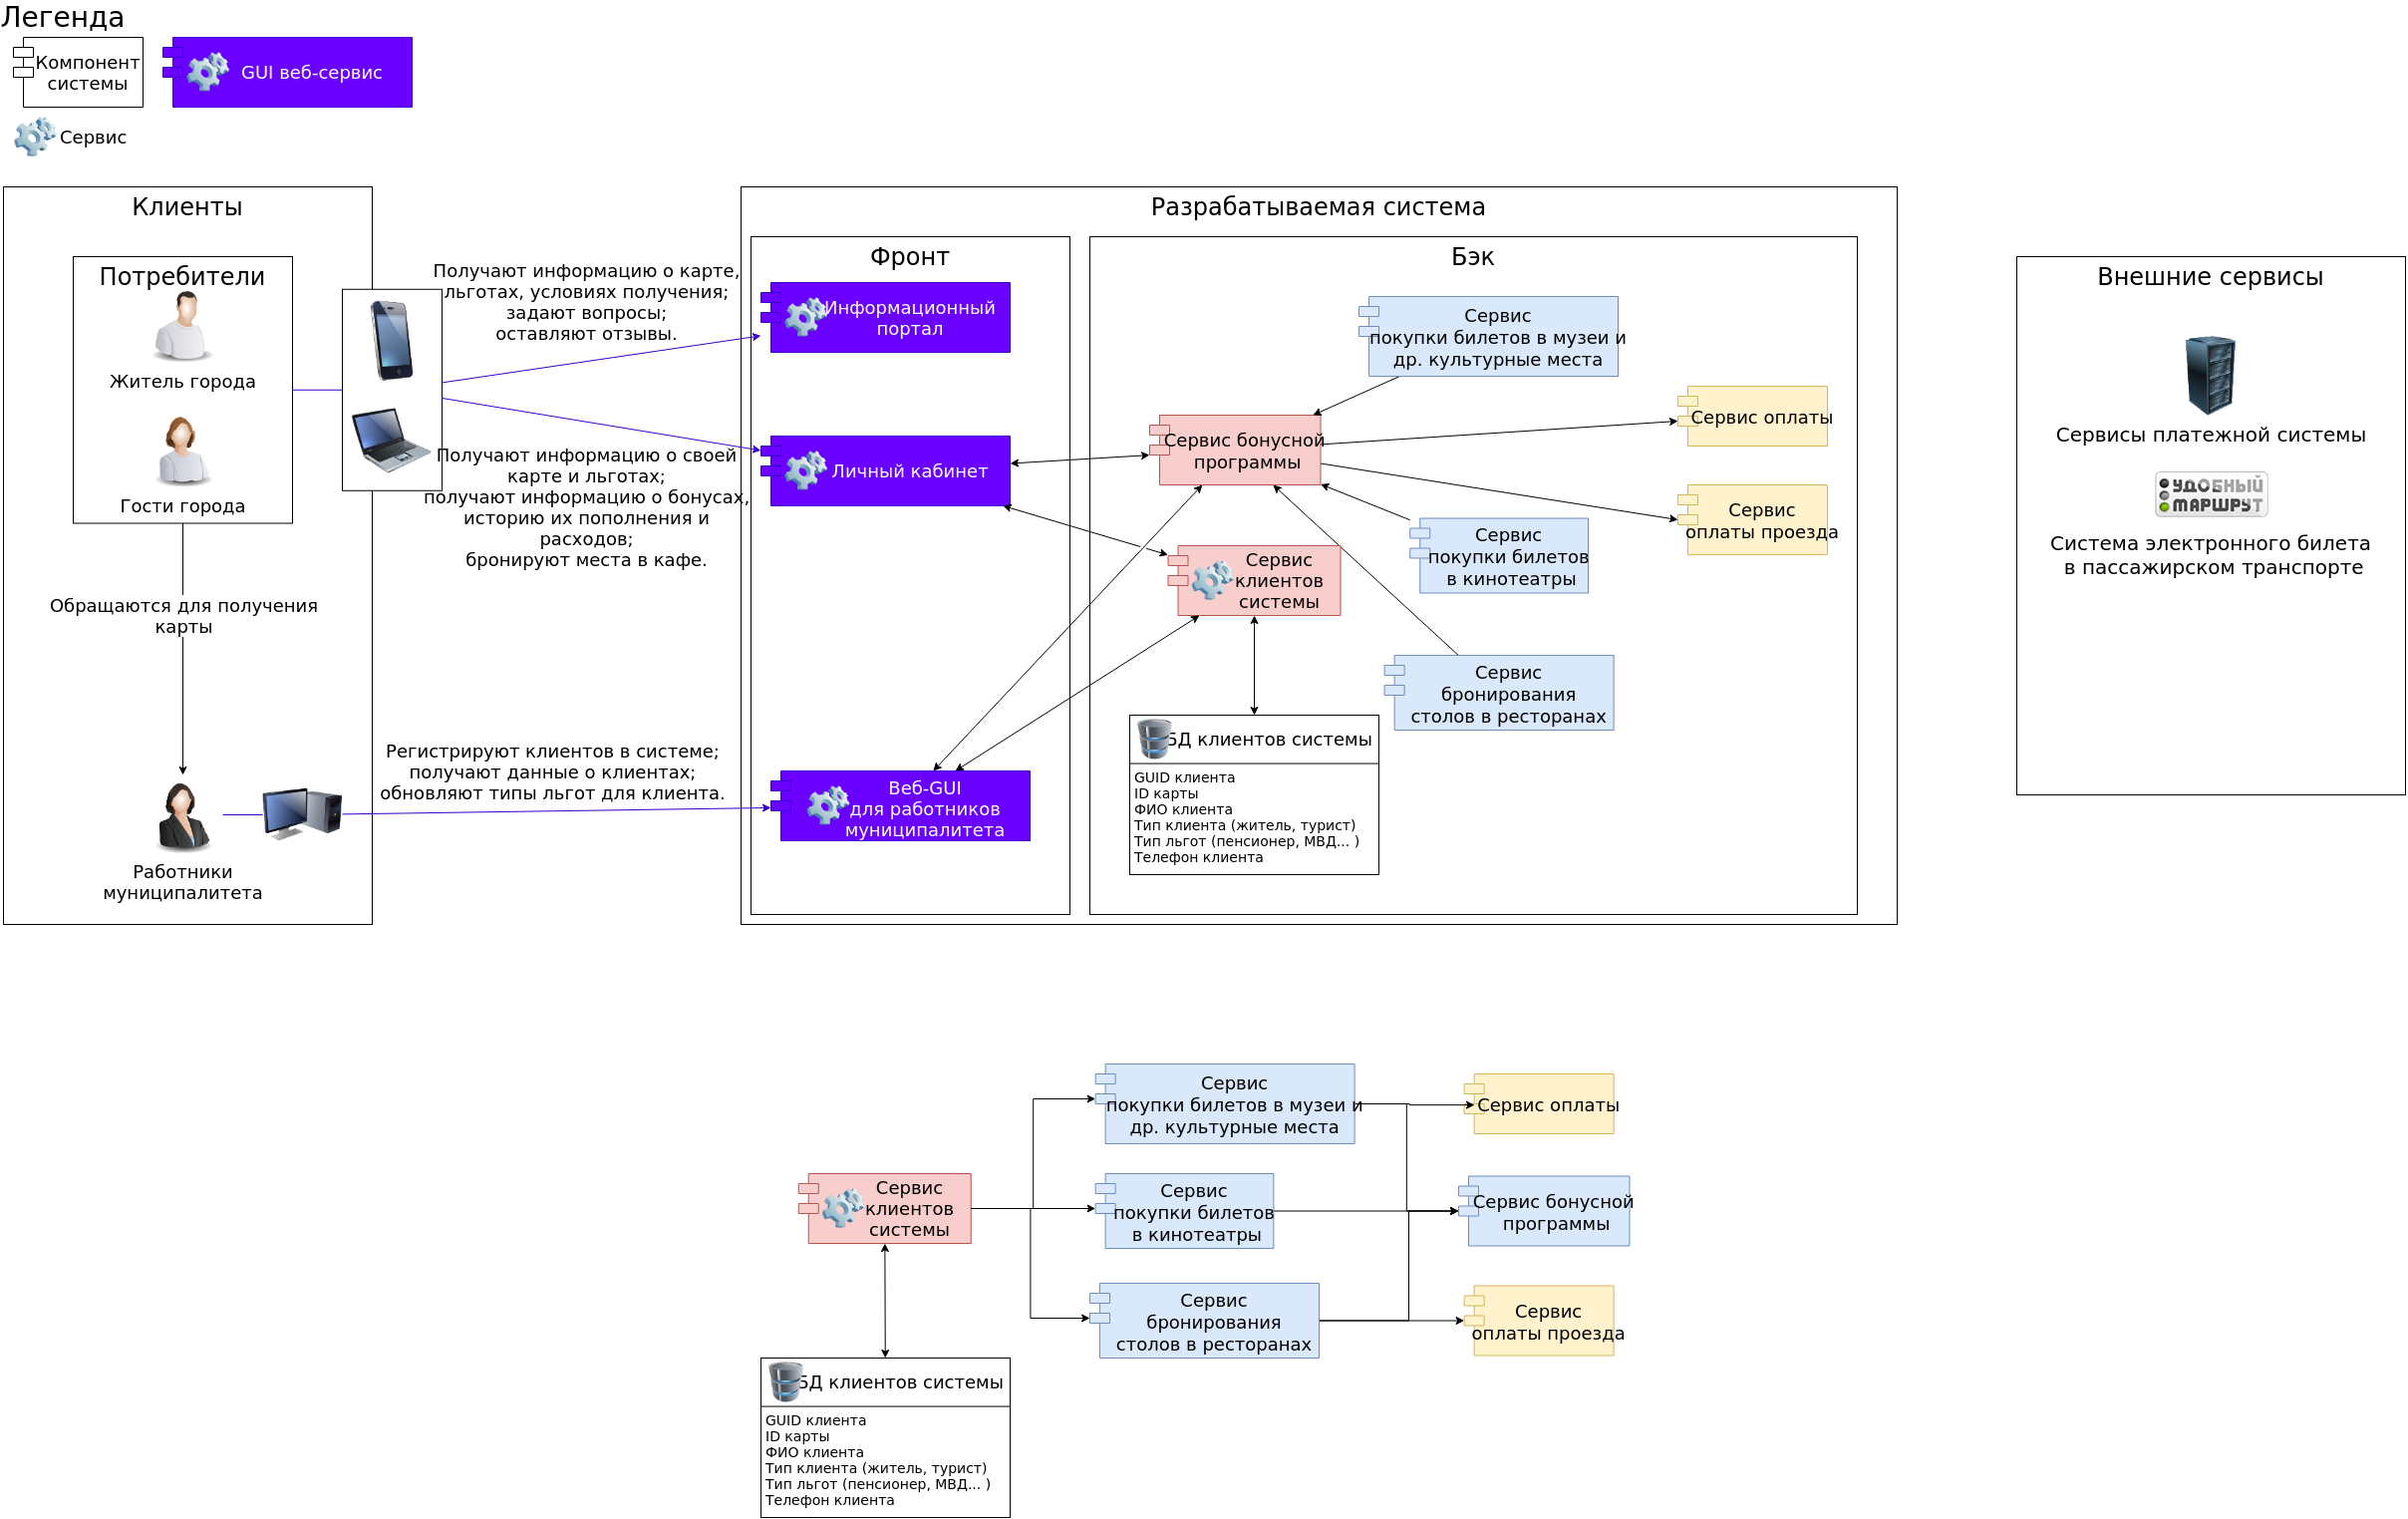 Легенда
Компонент
системы
GUI веб-сервис
Сервис
Клиенты
Потребители
Житель города
Гости города
Обращаются для получения
карты
Работники
муниципалитета
Получают информацию о карте,
льготах, условиях получения;
задают вопросы;
оставляют отзывы.
Получают информацию о своей
карте и льготах;
получают информацию о бонусах,
историю их пополнения и
расходов;
бронируют места в кафе.
Регистрируют клиентов в системе;
получают данные о клиентах;
обновляют типы льгот для клиента.
Разрабатываемая система
Фронт
Информационный
портал
Личный кабинет
Веб-GUI
для работников
муниципалитета
Бэк
Сервис
покупки билетов в музеи и
др. культурные места
Сервис бонусной
программы
Сервис оплаты
Сервис
оплаты проезда
Сервис
покупки билетов
в кинотеатры
Сервис
клиентов
системы
Сервис
бронирования
столов в ресторанах
БД клиентов системы
GUID клиента
ID карты
ФИО клиента
Тип клиента (житель, турист)
Тип льгот (пенсионер, МВД... )
Телефон клиента
Внешние сервисы
Сервисы платежной системы
УДОБНЫЙ
МАРШРУТ
Система электронного билета
в пассажирском транспорте
Сервис
покупки билетов в музеи и
др. культурные места
Сервис оплаты
Сервис
клиентов
системы
Сервис
покупки билетов
в кинотеатры
Сервис бонусной
программы
Сервис
бронирования
столов в ресторанах
Сервис
оплаты проезда
БД клиентов системы
GUID клиента
ID карты
ФИО клиента
Тип клиента (житель, турист)
Тип льгот (пенсионер, МВД... )
Телефон клиента